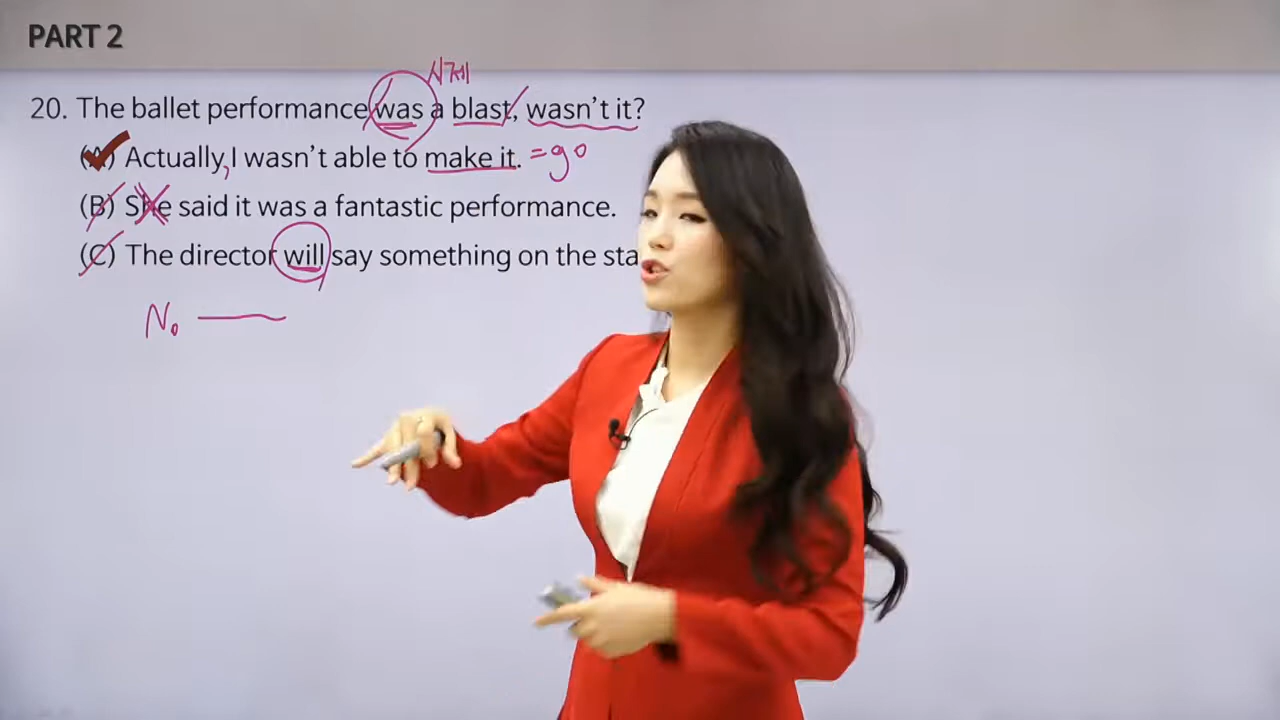 PART 2
시제
20. The ballet performance was a blast, wasn't it?
(A) Actually, I wasn't able to make it. = go
(B) She said it was a fantastic performance.
(C) The director will say something on the sta
No